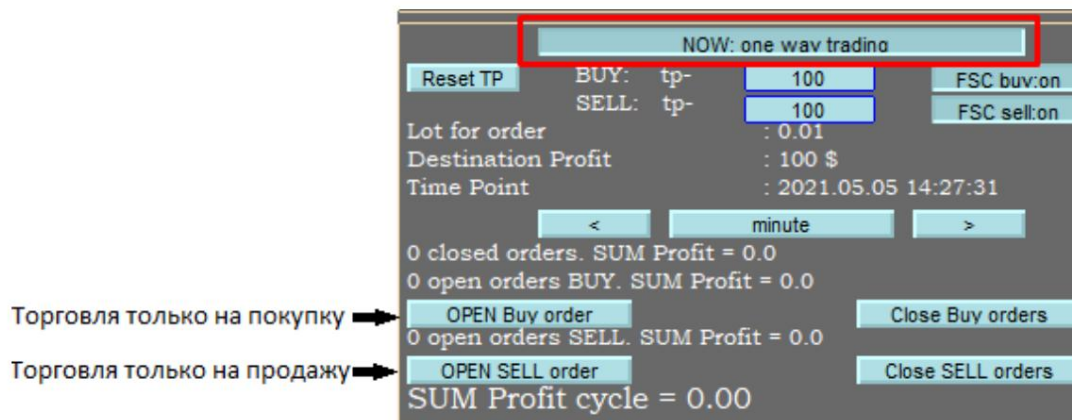 NOW: one way trading
Reset TP BUY: tp- 100 FSC buy:on
SELL: tp- 100 FSC sell:on
Lot for order : 0.01
Destination Profit : 100 $
Time Point : 2021.05.05 14:27:31
< minute >
0 closed orders. SUM Profit = 0.0
0 open orders BUY. SUM Profit = 0.0
Торговля только на покупку OPEN Buy order Close Buy orders
0 open orders SELL. SUM Profit = 0.0
Торговля только на продажу OPEN SELL order Close SELL orders
SUM Profit cycle = 0.00